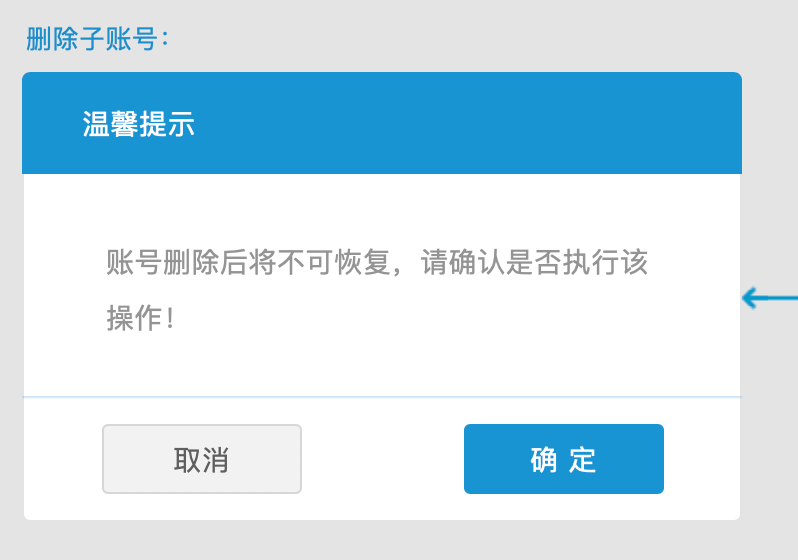 删除子账号：
温馨提示
账号删除后将不可恢复，请确认是否执行该
操作！
取消
确 定